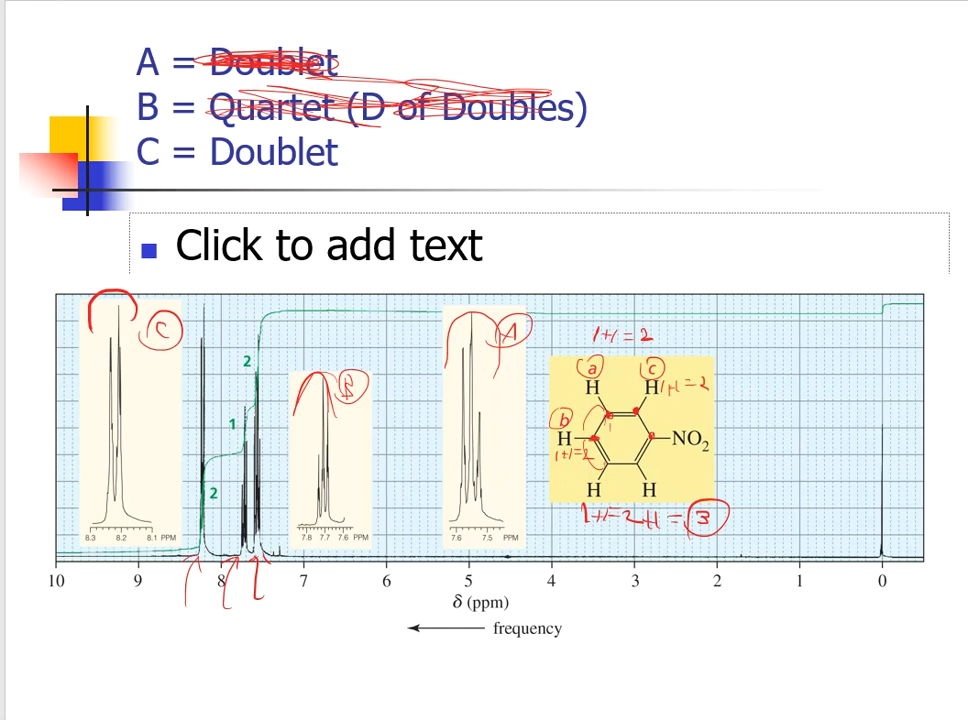 A = Doublet
B = Quartet (D of Doubles)
C = Doublet
Click to add text
C
8.3 8.2 8.1 PPM
2
1
2
B
7.8 7.7 7.6 PPM
A
7.6 7.5 PPM
1+1 = 2
a c
H H 1+1 = 2
b
H NO2
1+1=2
H H
1+1=2+1 = 3
10 9 8 7 6 5 4 3 2 1 0
δ (ppm)
frequency